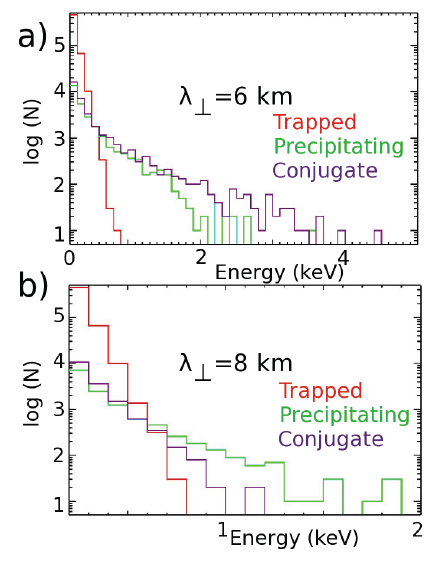 a)
5
4
3
2
1
log (N)
λ⊥=6 km
Trapped
Precipitating
Conjugate
0 2 4
Energy (keV)
b)
5
4
3
2
1
log (N)
λ⊥=8 km
Trapped
Precipitating
Conjugate
1 2
Energy (keV)